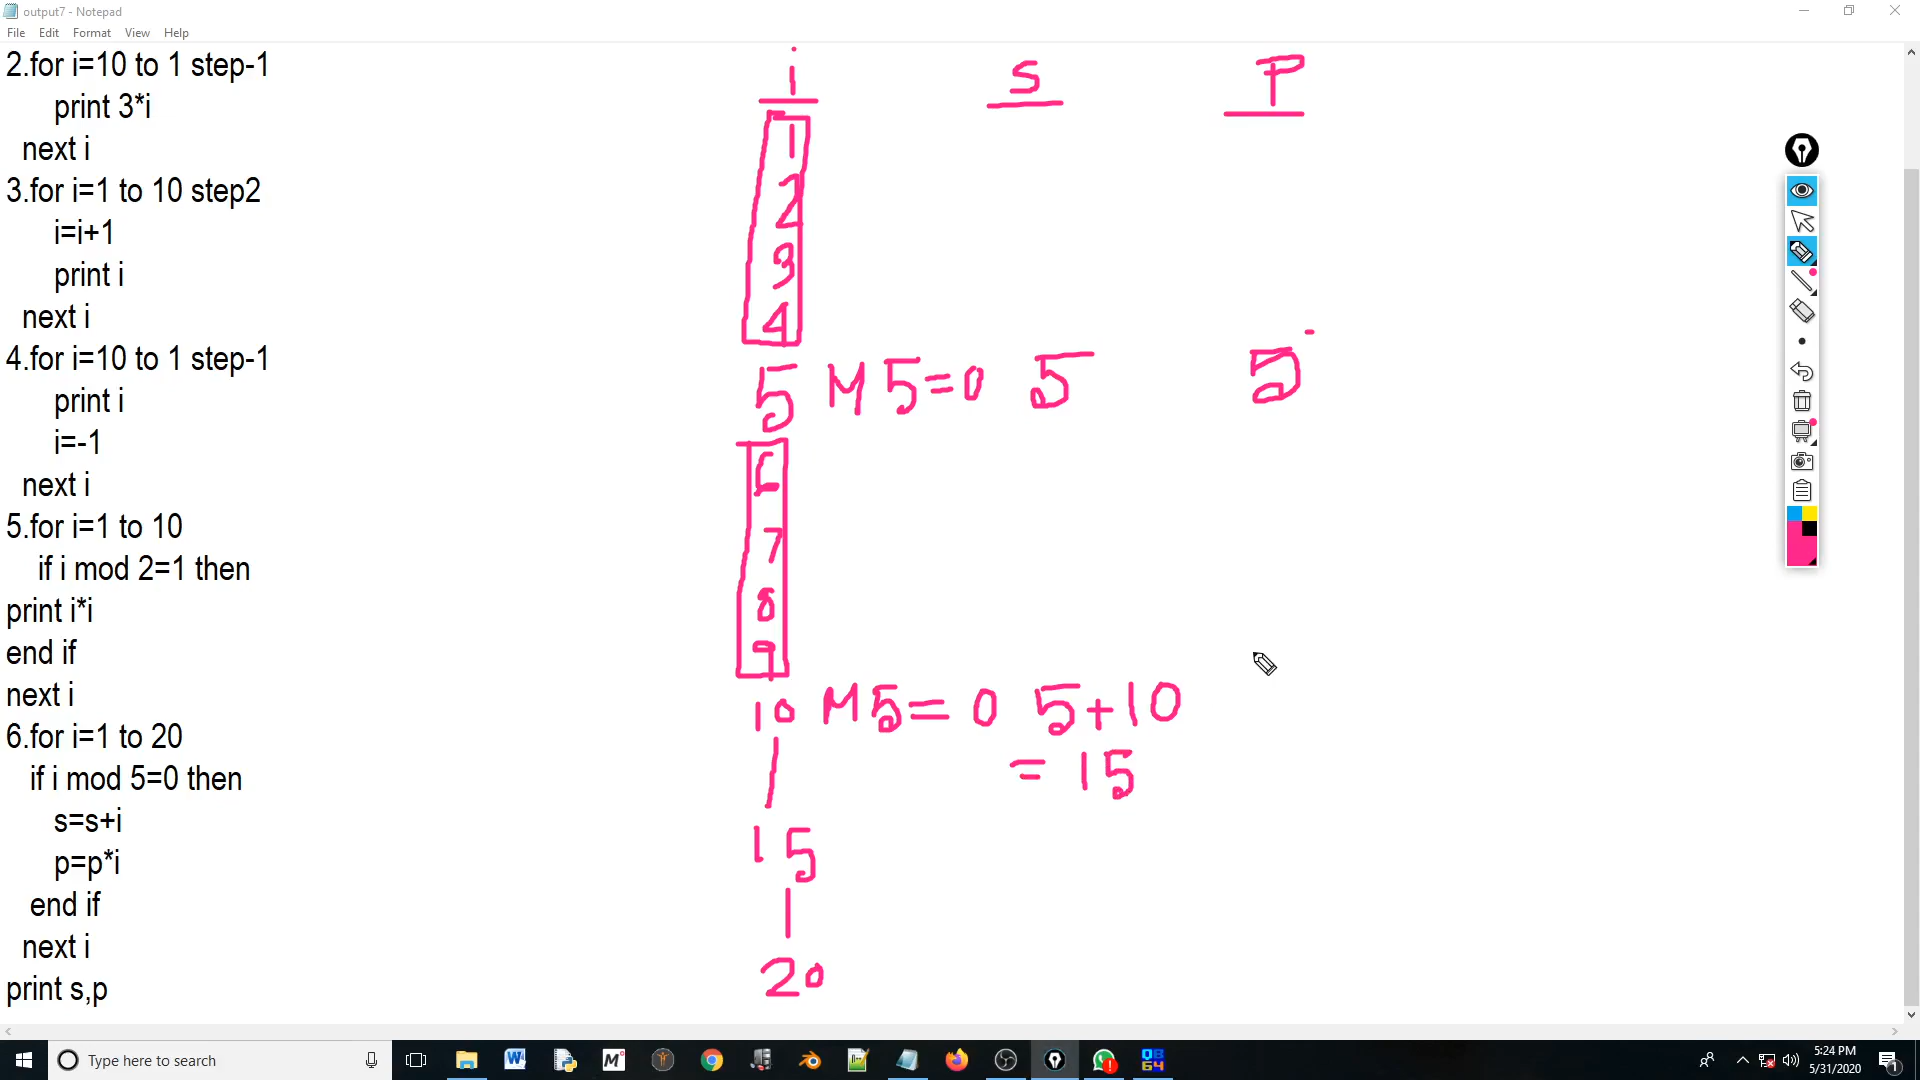 output7 - Notepad
File Edit Format View Help
2.for i=10 to 1 step-1
print 3*i
next i
3.for i=1 to 10 step2
i=i+1
print i
next i
4.for i=10 to 1 step-1
print i
i=-1
next i
5.for i=1 to 10
if i mod 2=1 then
print i*i
end if
next i
6.for i=1 to 20
if i mod 5=0 then
s=s+i
p=p*i
end if
next i
print s,p
i S P
1
2
3
4
5 M 5=0 5 5
6
7
8
9
10 M 5= 0 5+10
= 15
15
20
Type here to search
5:24 PM
5/31/2020